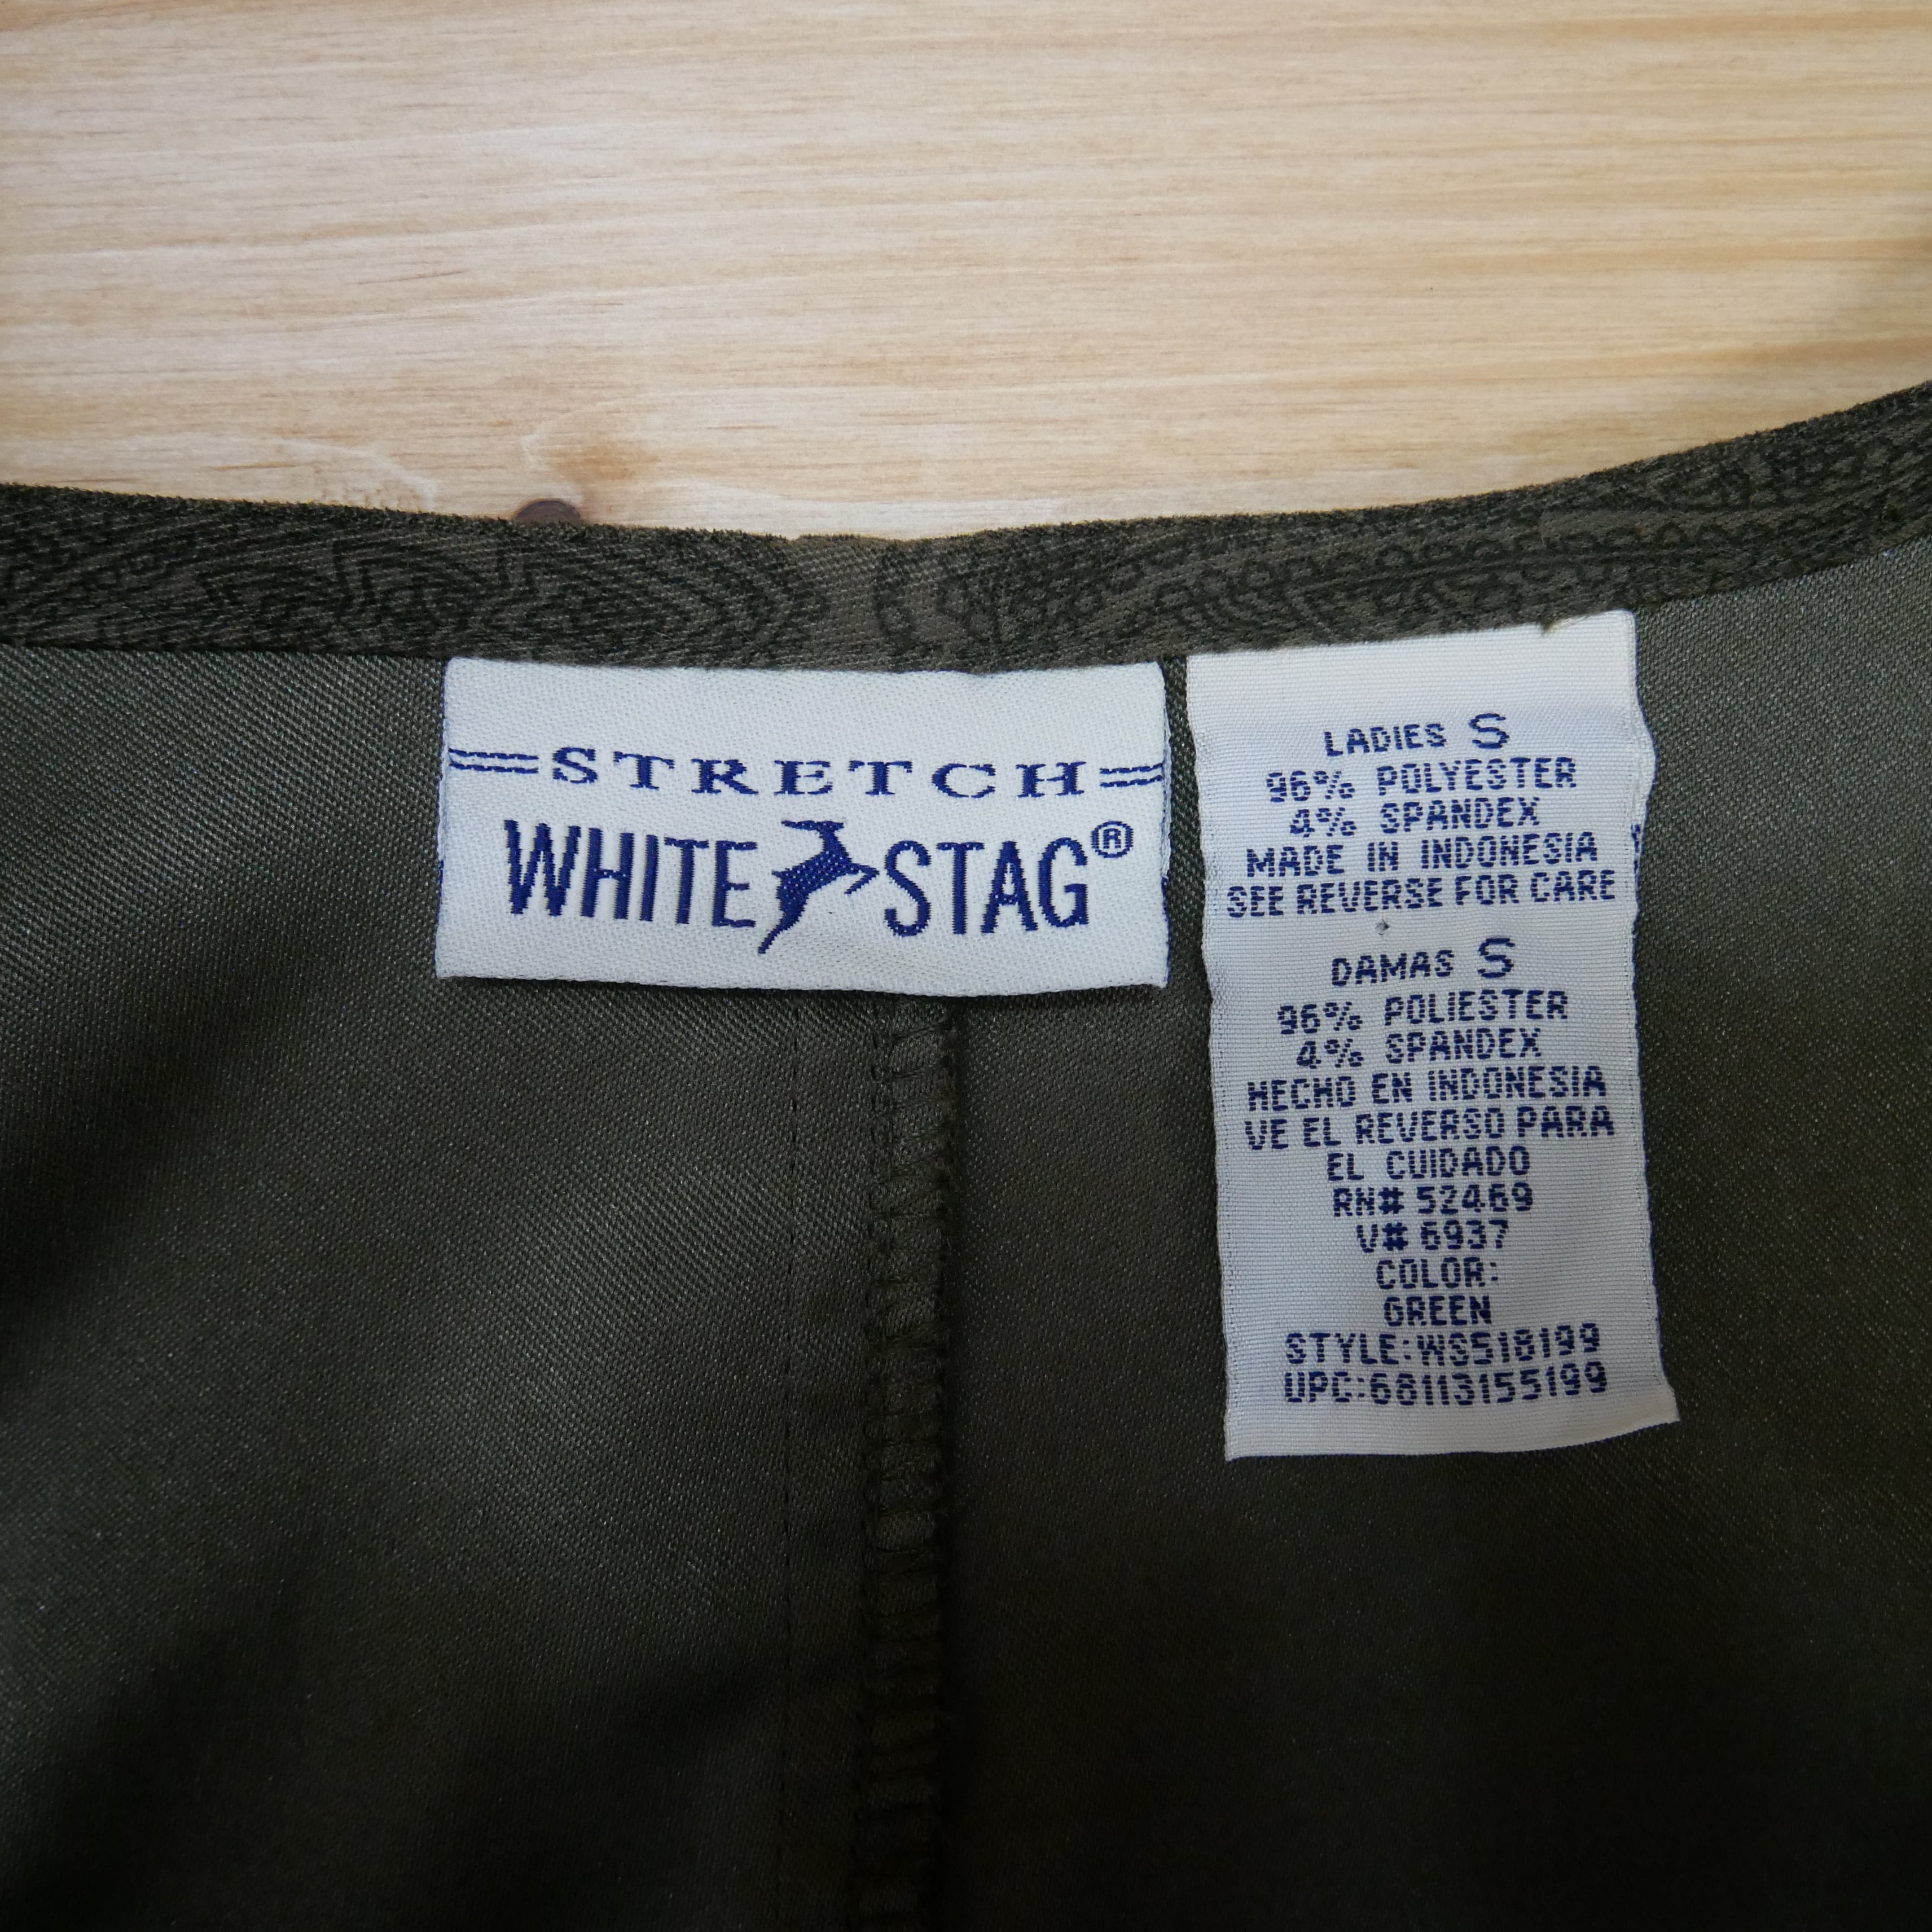 STRETCH
WHITE STAG®
LADIES S
96% POLYESTER
4% SPANDEX
MADE IN INDONESIA
SEE REVERSE FOR CARE
DAMAS S
96% POLIESTER
4% SPANDEX
HECHO EN INDONESIA
VE EL REVERSO PARA
EL CUIDADO
RN# 52469
V# 6937
COLOR:
GREEN
STYLE:WS518199
UPC:68113155199